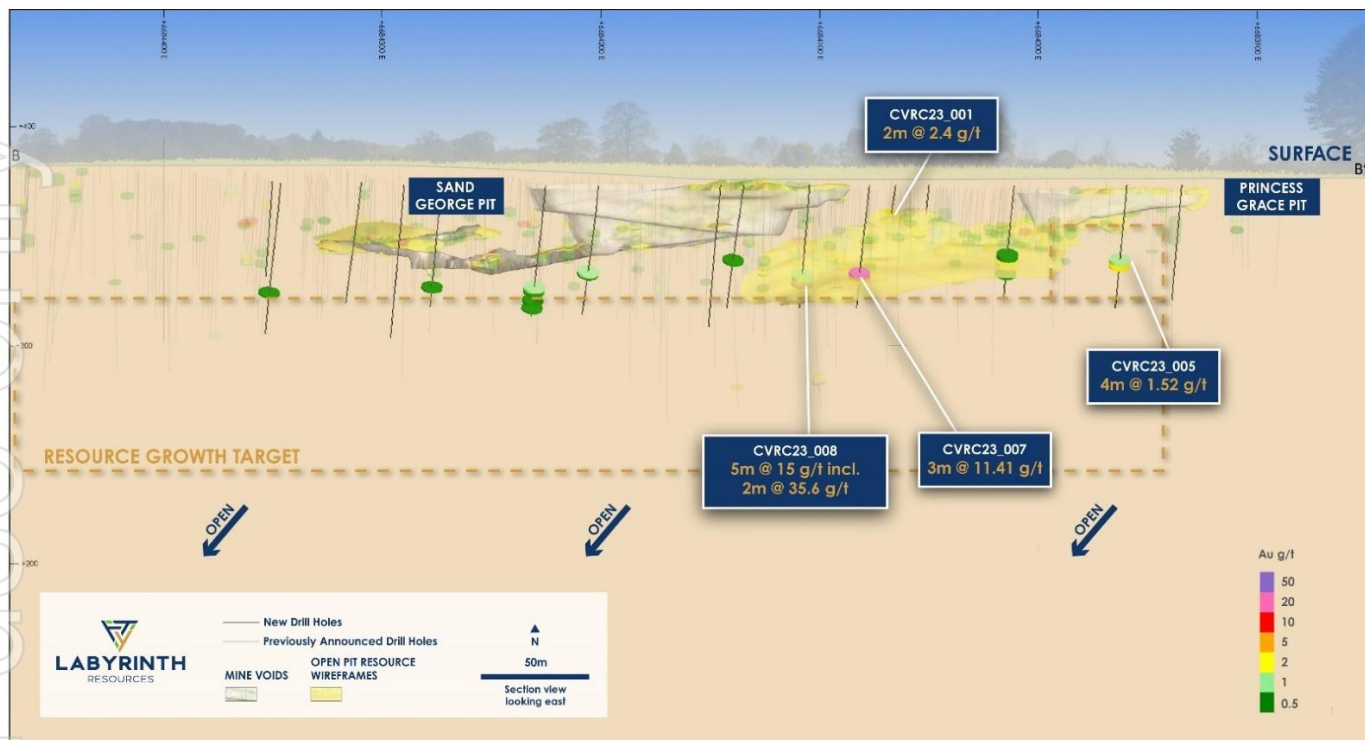 +400
B
CVRC23_001
2m @ 2.4 g/t
SURFACE
B'
SAND
GEORGE PIT
PRINCESS
GRACE PIT
CVRC23_005
4m @ 1.52 g/t
CVRC23_008
5m @ 15 g/t incl.
2m @ 35.6 g/t
CVRC23_007
3m @ 11.41 g/t
RESOURCE GROWTH TARGET
OPEN
OPEN
OPEN
+200
LABYRINTH
RESOURCES
New Drill Holes
Previously Announced Drill Holes
MINE VOIDS
OPEN PIT RESOURCE
WIREFRAMES
N
50m
Section view
looking east
Au g/t
50
20
10
5
2
1
0.5